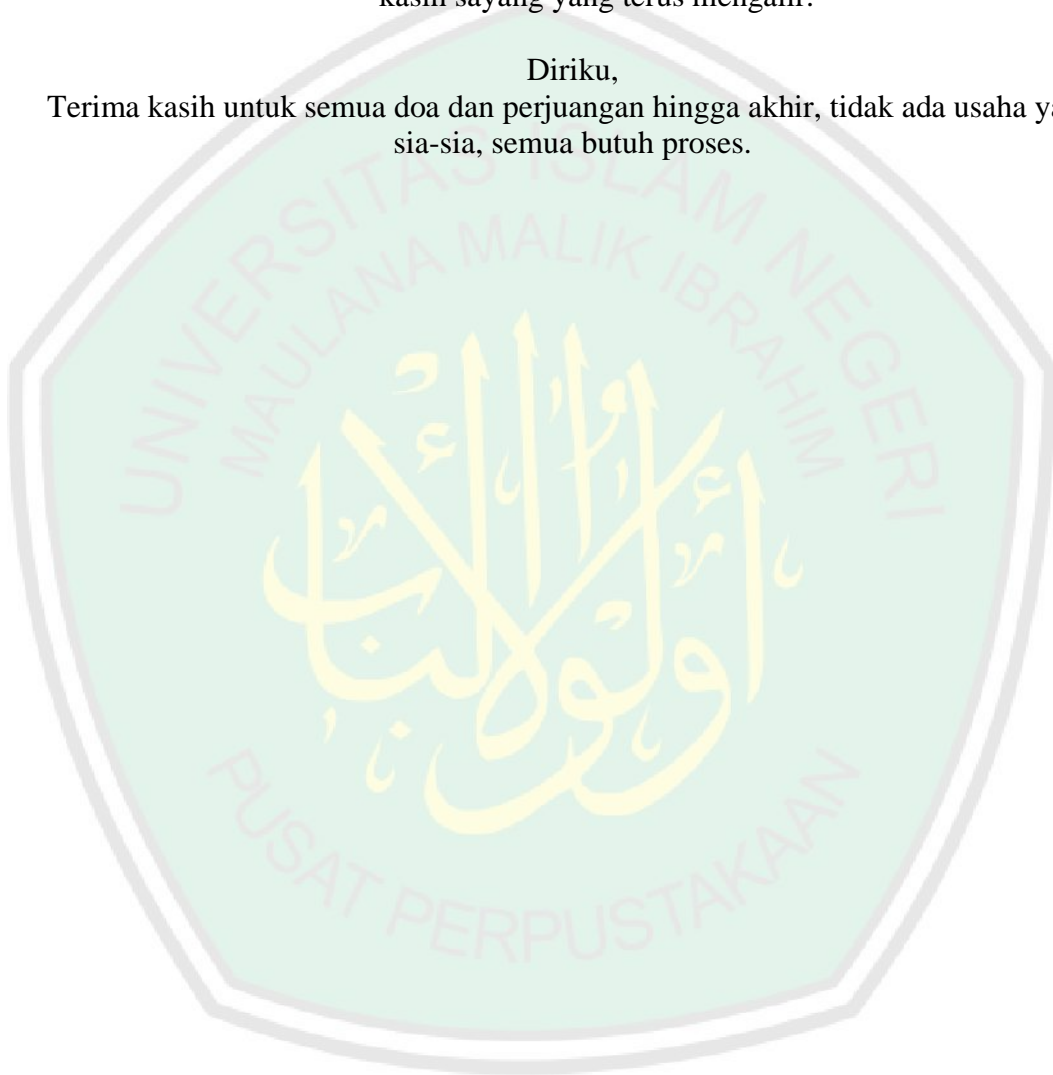 kasih sayang yang terus mengalir.
Diriku,
Terima kasih untuk semua doa dan perjuangan hingga akhir, tidak ada usaha ya
sia-sia, semua butuh proses.
UNIVERSITAS ISLAM NEGERI
MAULANA MALIK IBRAHIM
أولوا الألباب
PUSAT PERPUSTAKAAN